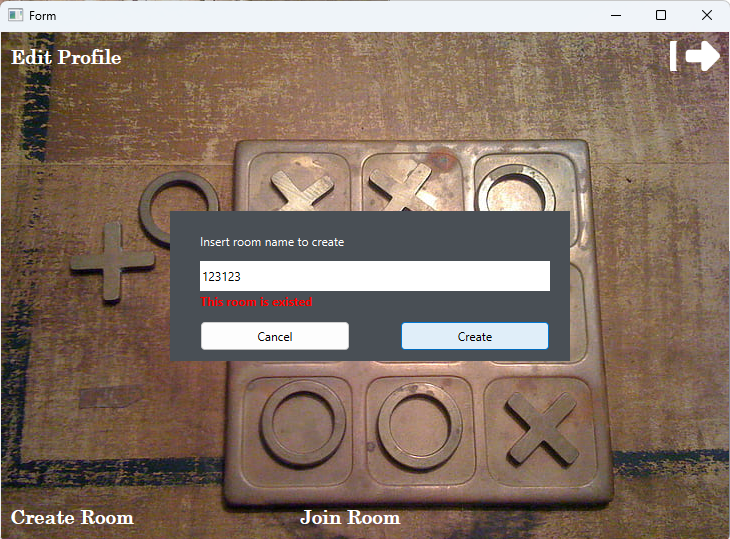 Form
Edit Profile
Insert room name to create
123123
This room is existed
Cancel
Create
Create Room
Join Room